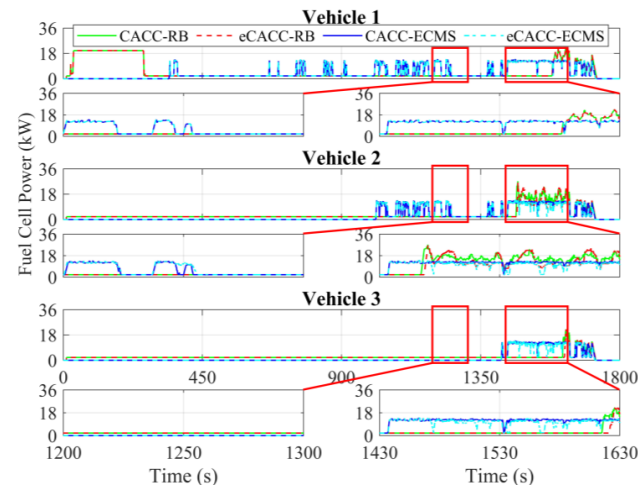 Vehicle 1
36
CACC-RB eCACC-RB CACC-ECMS eCACC-ECMS
18
0
36 36
18 18
0 0
Vehicle 2
36
18
0
36 36
18 18
0 0
Vehicle 3
36
18
0
0 450 900 1350 1800
36 36
18 18
0 0
1200 1250 1300 1430 1530 1630
Time (s) Time (s)
Fuel Cell Power (kW)